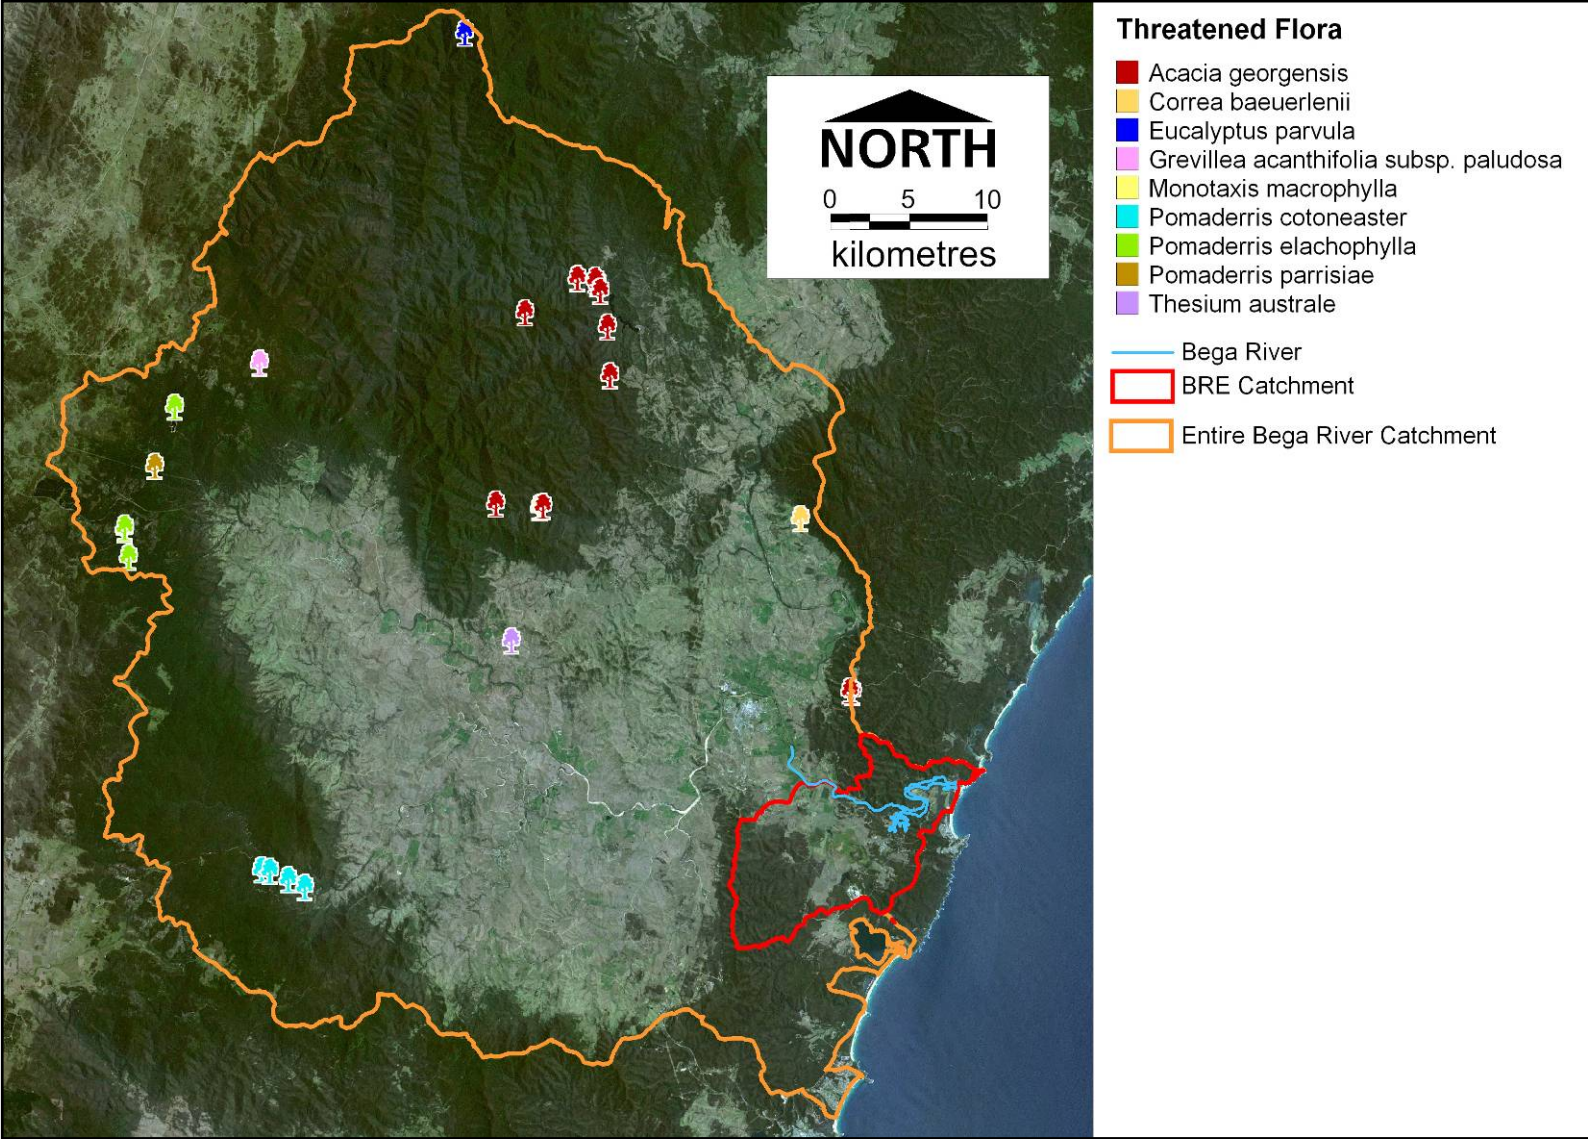 NORTH
0 5 10
kilometres
Threatened Flora
Acacia georgensis
Correa baeuerlenii
Eucalyptus parvula
Grevillea acanthifolia subsp. paludosa
Monotaxis macrophylla
Pomaderris cotoneaster
Pomaderris elachophylla
Pomaderris parrisiae
Thesium australe
Bega River
BRE Catchment
Entire Bega River Catchment